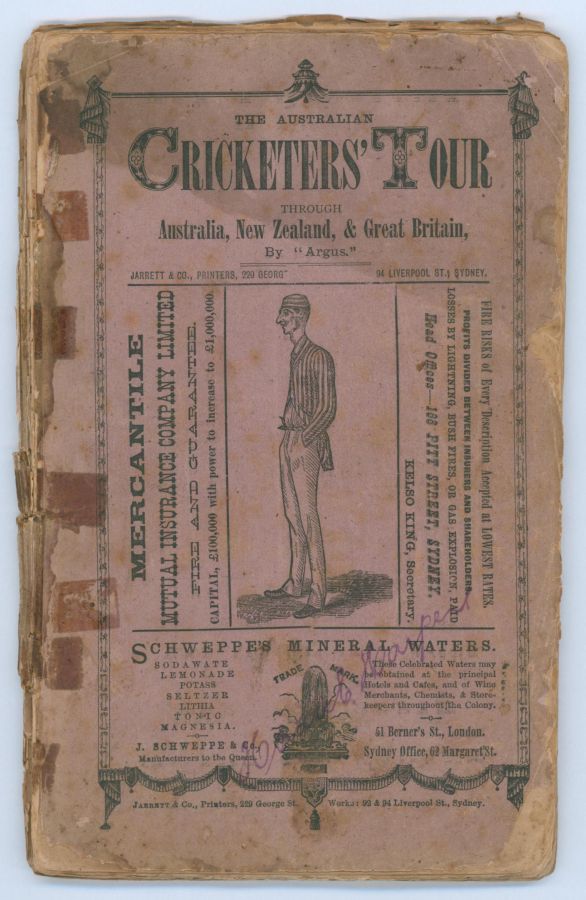 THE AUSTRALIAN
CRICKETERS' TOUR
THROUGH
Australia, New Zealand, & Great Britain,
By "Argus."
JARRETT & CO., PRINTERS, 229 GEORG 94 LIVERPOOL ST., SYDNEY.
MERCANTILE
MUTUAL INSURANCE COMPANY LIMITED
FIRE AND GUARANTEE.
CAPITAL, £100,000 with power to increase to £1,000,000.
FIRE RISKS of Every Description Accepted at LOWEST RATES.
PROFITS DIVIDED BETWEEN INSURERS AND SHAREHOLDERS.
LOSSES BY LIGHTNING, BUSH FIRES, OR GAS EXPLOSION, PAID
Head Offices—188 PITT STREET, SYDNEY.
KELSO KING, Secretary.
SCHWEPPE'S MINERAL WATERS.
SODAWATE
LEMONADE
POTASS
SELTZER
LITHIA
TONIC
MAGNESIA.
J. SCHWEPPE & Co.,
Manufacturers to the Queen.
TRADE MARK.
These Celebrated Waters may
be obtained at the principal
Hotels and Cafes, and of Wine
Merchants, Chemists, & Store-
keepers throughout the Colony.
51 Berner's St., London.
Sydney Office, 62 Margaret St.
JARRETT & Co., Printers, 229 George St. Works: 92 & 94 Liverpool St., Sydney.